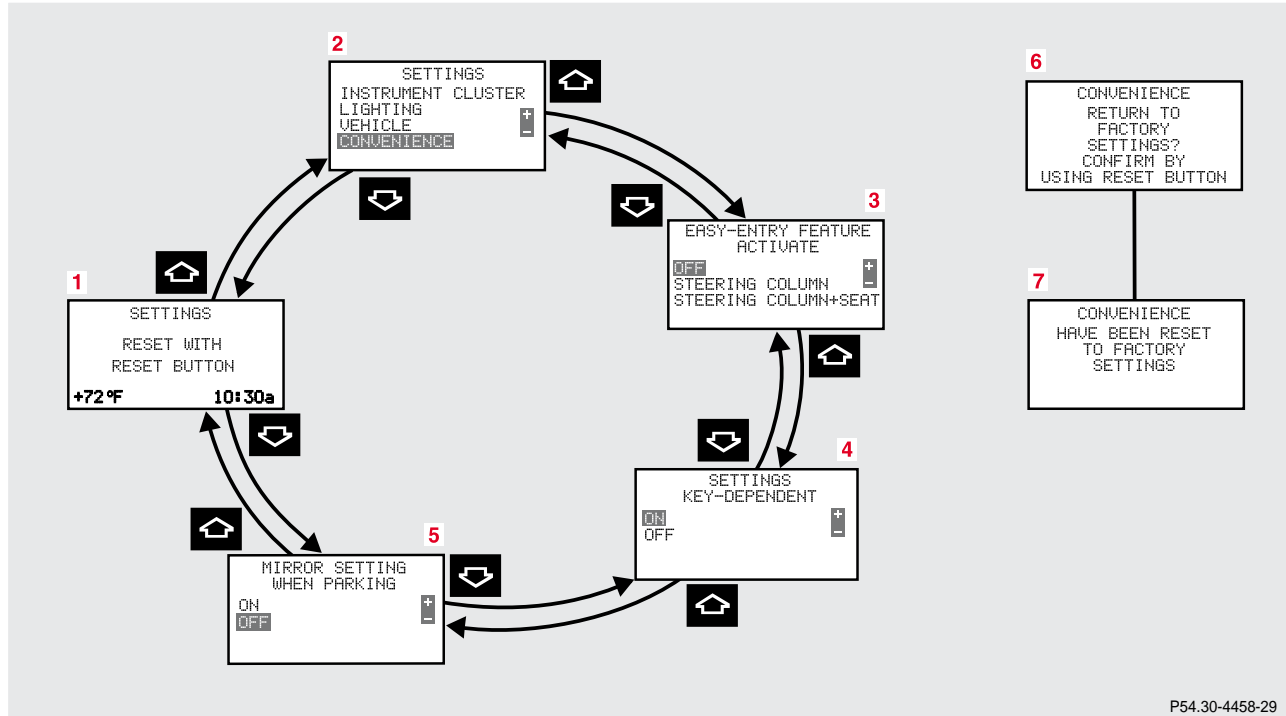 1
SETTINGS
RESET WITH
RESET BUTTON
+72°F 10:30a
2
SETTINGS
INSTRUMENT CLUSTER
LIGHTING
VEHICLE
CONVENIENCE
+
−
3
EASY-ENTRY FEATURE
ACTIVATE
OFF
STEERING COLUMN
STEERING COLUMN+SEAT
+
−
4
SETTINGS
KEY-DEPENDENT
ON
OFF
+
−
5
MIRROR SETTING
WHEN PARKING
ON
OFF
+
−
6
CONVENIENCE
RETURN TO
FACTORY
SETTINGS?
CONFIRM BY
USING RESET BUTTON
7
CONVENIENCE
HAVE BEEN RESET
TO FACTORY
SETTINGS
P54.30-4458-29